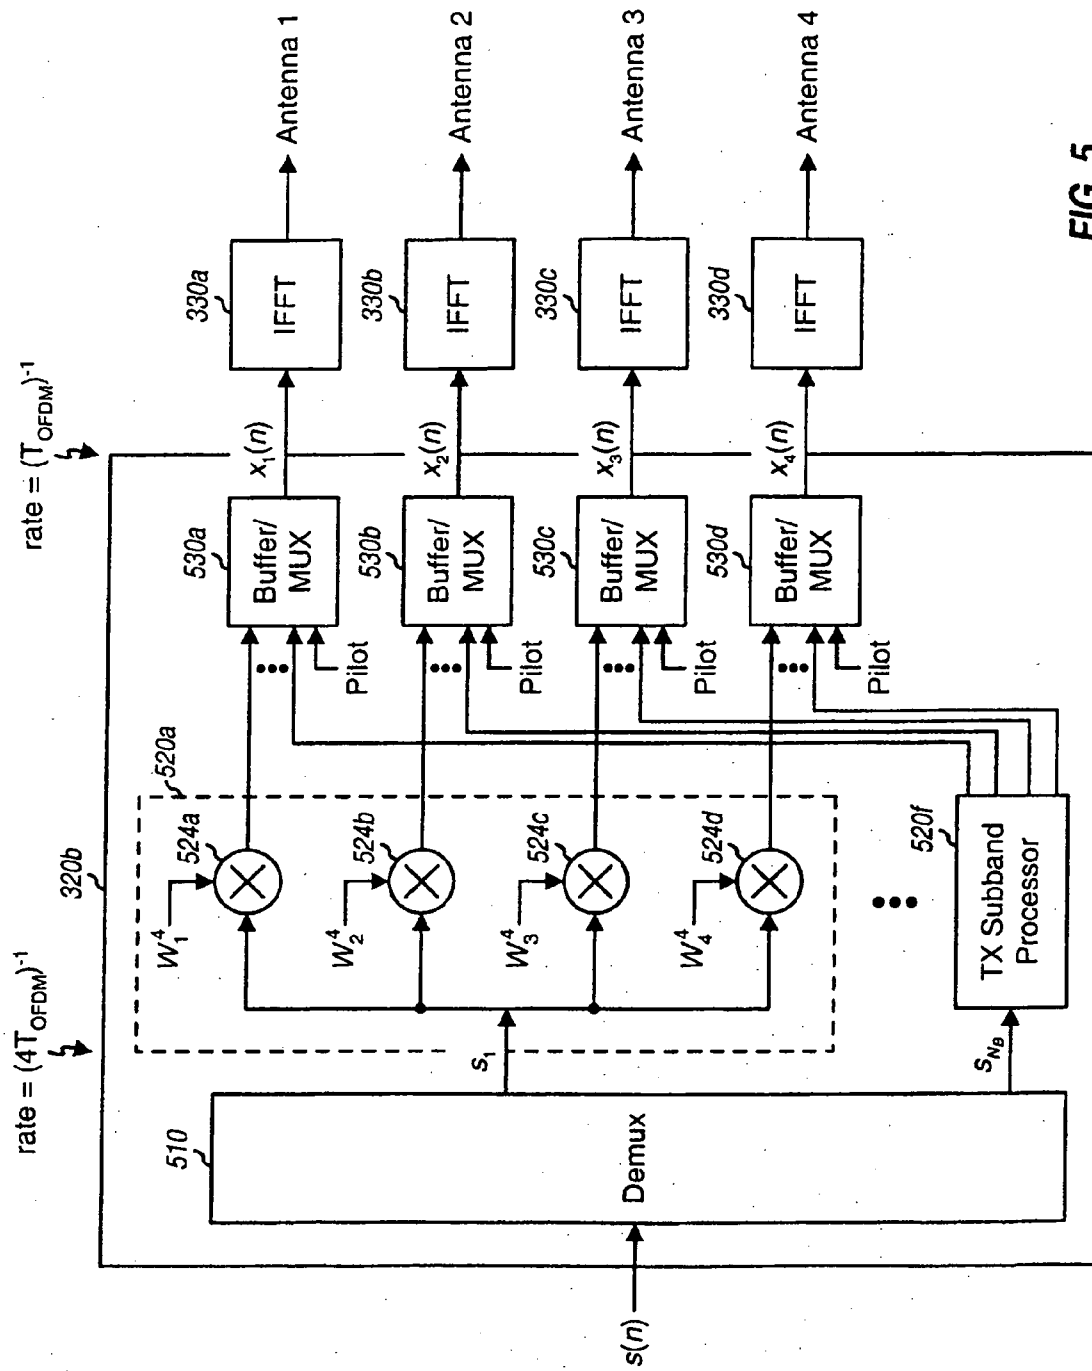 rate = (4T_OFDM)^-1
rate = (T_OFDM)^-1
320b
510
Demux
s(n)
s_1
s_N_B
520a
W_1^4
524a
W_2^4
524b
W_3^4
524c
W_4^4
524d
520f
TX Subband
Processor
530a
Buffer/
MUX
Pilot
530b
Buffer/
MUX
Pilot
530c
Buffer/
MUX
Pilot
530d
Buffer/
MUX
Pilot
x_1(n)
x_2(n)
x_3(n)
x_4(n)
330a
IFFT
330b
IFFT
330c
IFFT
330d
IFFT
Antenna 1
Antenna 2
Antenna 3
Antenna 4
FIG. 5